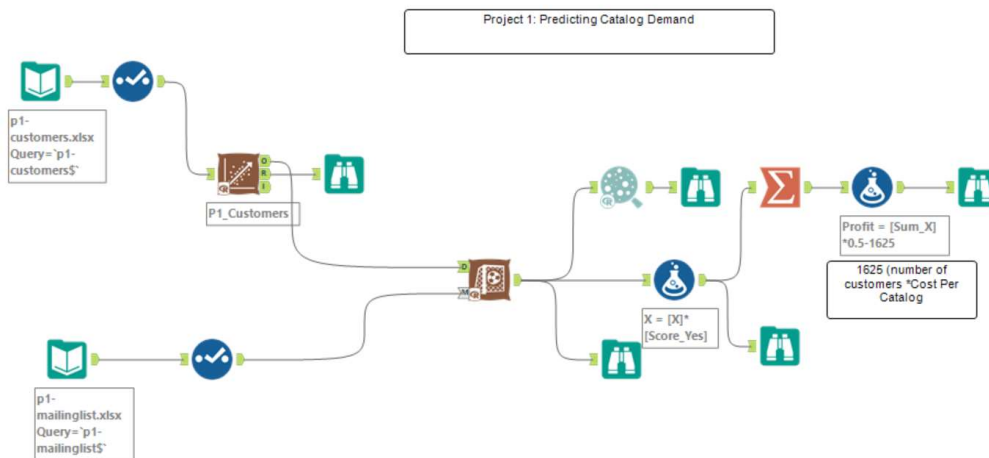 Project 1: Predicting Catalog Demand
p1-
customers.xlsx
Query=`p1-
customers$`
O
R
I
P1_Customers
D
M
X = [X]*
[Score_Yes]
Profit = [Sum_X]
*0.5-1625
1625 (number of
customers *Cost Per
Catalog
p1-
mailinglist.xlsx
Query=`p1-
mailinglist$`